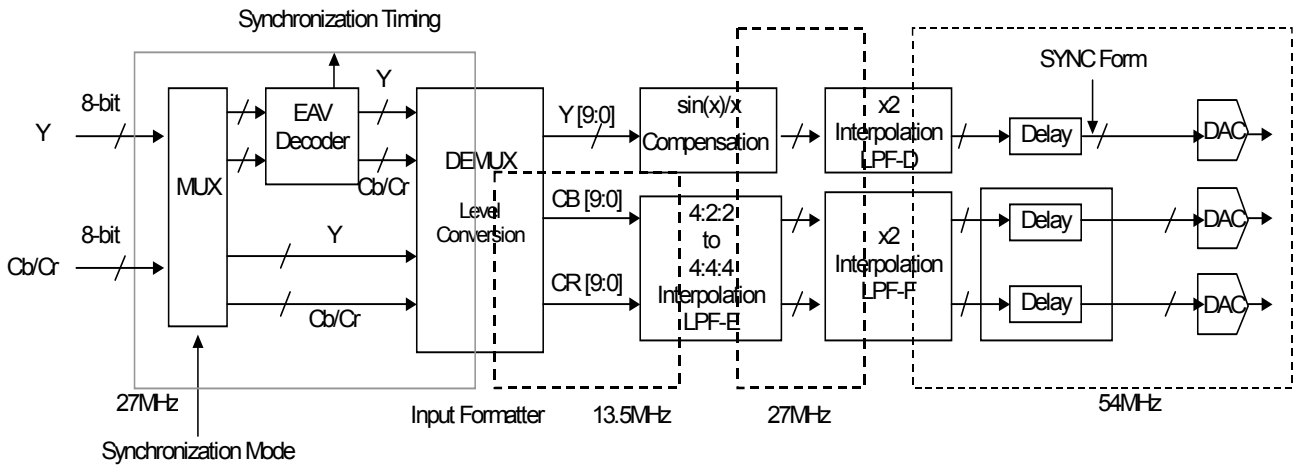 Synchronization Timing
8-bit
Y
MUX
EAV
Decoder
Y
Cb/Cr
8-bit
Cb/Cr
Y
Cb/Cr
27MHz
Synchronization Mode
DEMUX
Level
Conversion
Input Formatter
Y [9:0]
CB [9:0]
CR [9:0]
sin(x)/x
Compensation
4:2:2
to
4:4:4
Interpolation
LPF-E
13.5MHz
x2
Interpolation
LPF-D
x2
Interpolation
LPF-F
27MHz
SYNC Form
Delay
DAC
Delay
DAC
Delay
DAC
54MHz